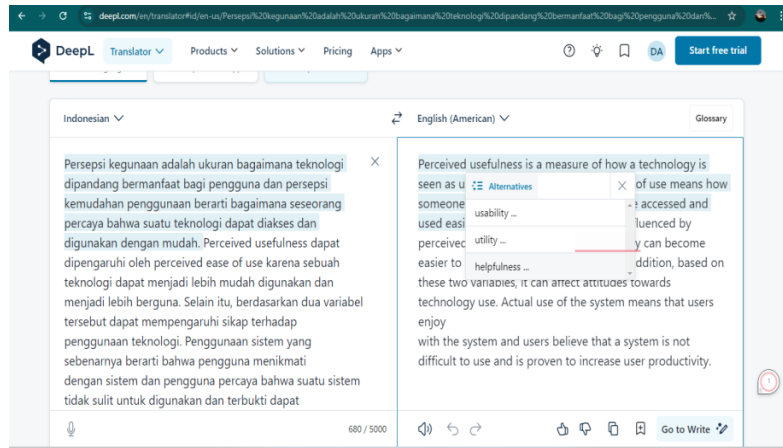 deepl.com/en/translator#id/en-us/Persepsi%20kegunaan%20adalah%20ukuran%20bagaimana%20teknologi%20dipandang%20bermanfaat%20bagi%20pengguna%20dan%...
DeepL Translator Products Solutions Pricing Apps DA Start free trial
Indonesian
English (American) Glossary
Persepsi kegunaan adalah ukuran bagaimana teknologi
dipandang bermanfaat bagi pengguna dan persepsi
kemudahan penggunaan berarti bagaimana seseorang
percaya bahwa suatu teknologi dapat diakses dan
digunakan dengan mudah. Perceived usefulness dapat
dipengaruhi oleh perceived ease of use karena sebuah
teknologi dapat menjadi lebih mudah digunakan dan
menjadi lebih berguna. Selain itu, berdasarkan dua variabel
tersebut dapat mempengaruhi sikap terhadap
penggunaan teknologi. Penggunaan sistem yang
sebenarnya berarti bahwa pengguna menikmati
dengan sistem dan pengguna percaya bahwa suatu sistem
tidak sulit untuk digunakan dan terbukti dapat
680 / 5000
Perceived usefulness is a measure of how a technology is
seen as u of use means how
someone e accessed and
used easi luenced by
perceived y can become
easier to ddition, based on
these two variables, it can affect attitudes towards
technology use. Actual use of the system means that users
enjoy
with the system and users believe that a system is not
difficult to use and is proven to increase user productivity.
Alternatives
usability ...
utility ...
helpfulness ...
Go to Write